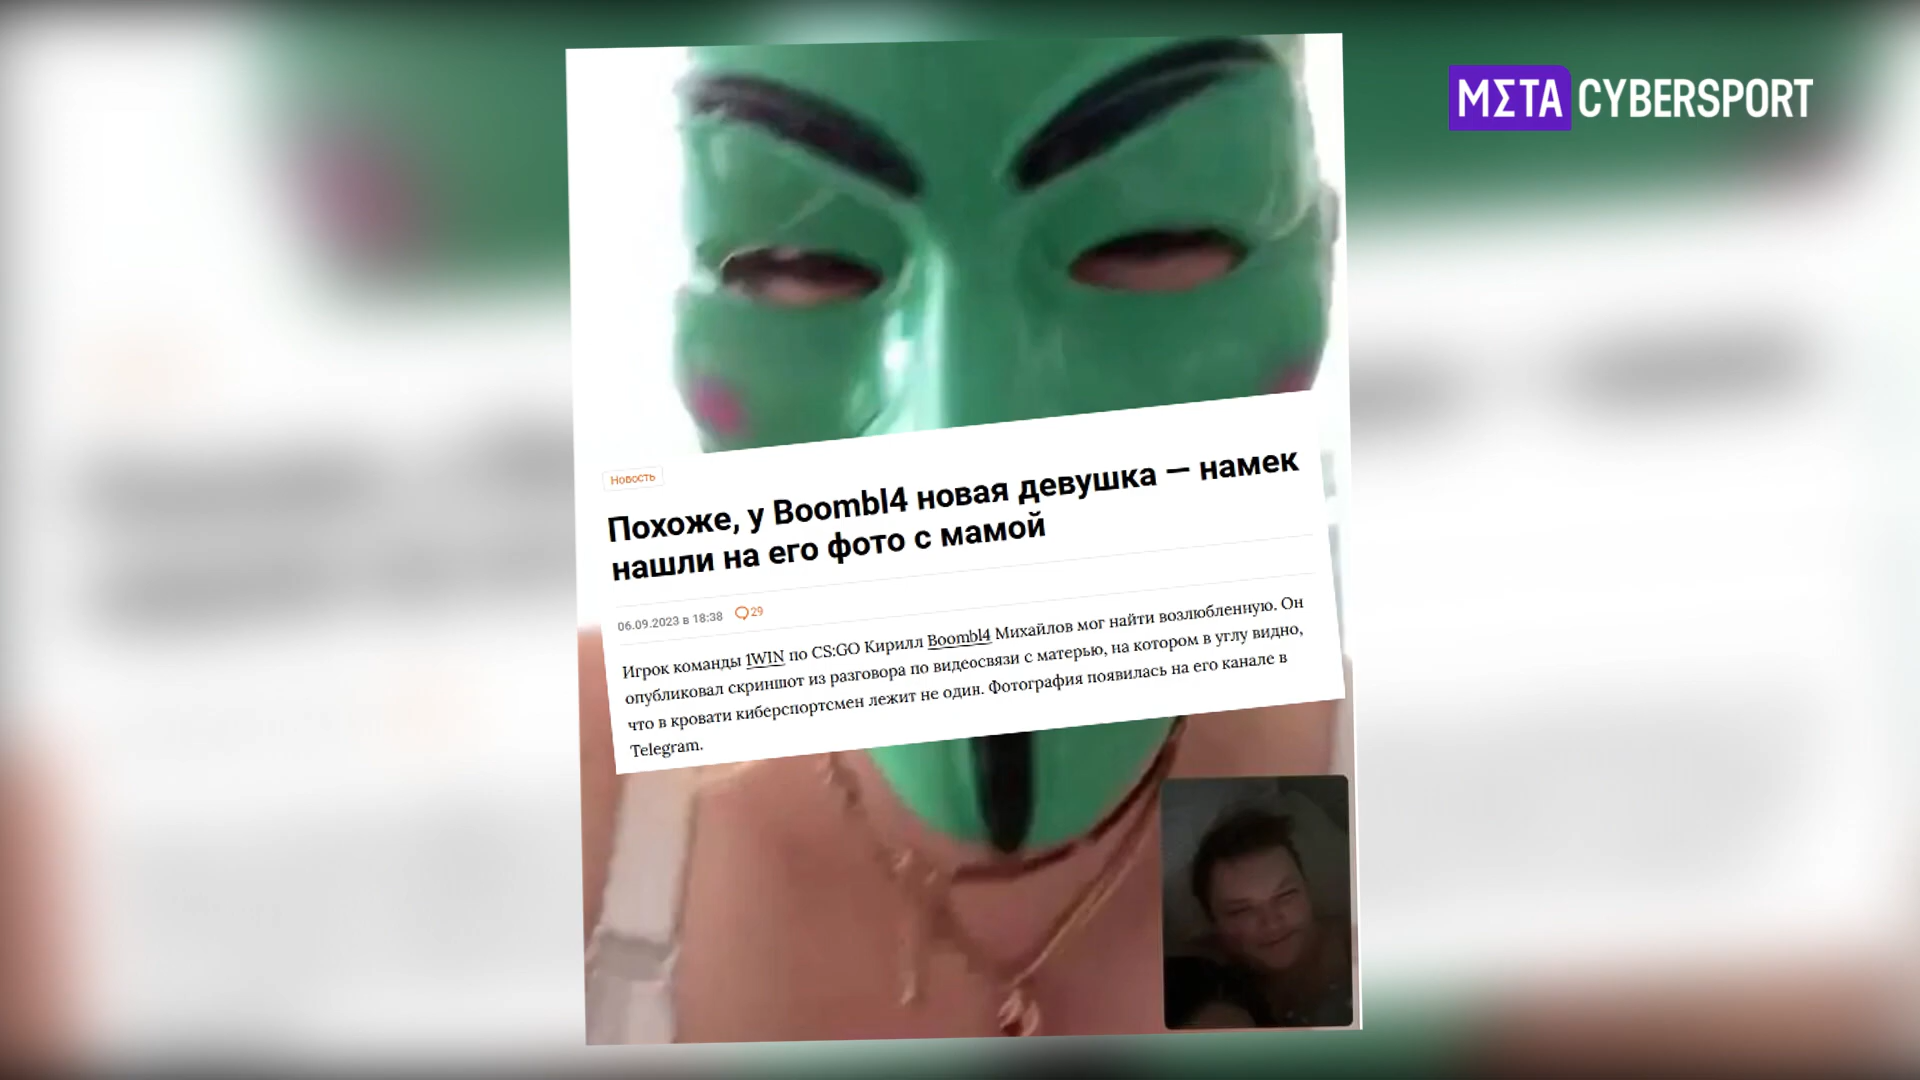 МΣТА CYBERSPORT
Новость
Похоже, у Boombl4 новая девушка — намек
нашли на его фото с мамой
06.09.2023 в 18:38 29
Игрок команды 1WIN по CS:GO Кирилл Boombl4 Михайлов мог найти возлюбленную. Он
опубликовал скриншот из разговора по видеосвязи с матерью, на котором в углу видно,
что в кровати киберспортсмен лежит не один. Фотография появилась на его канале в
Telegram.